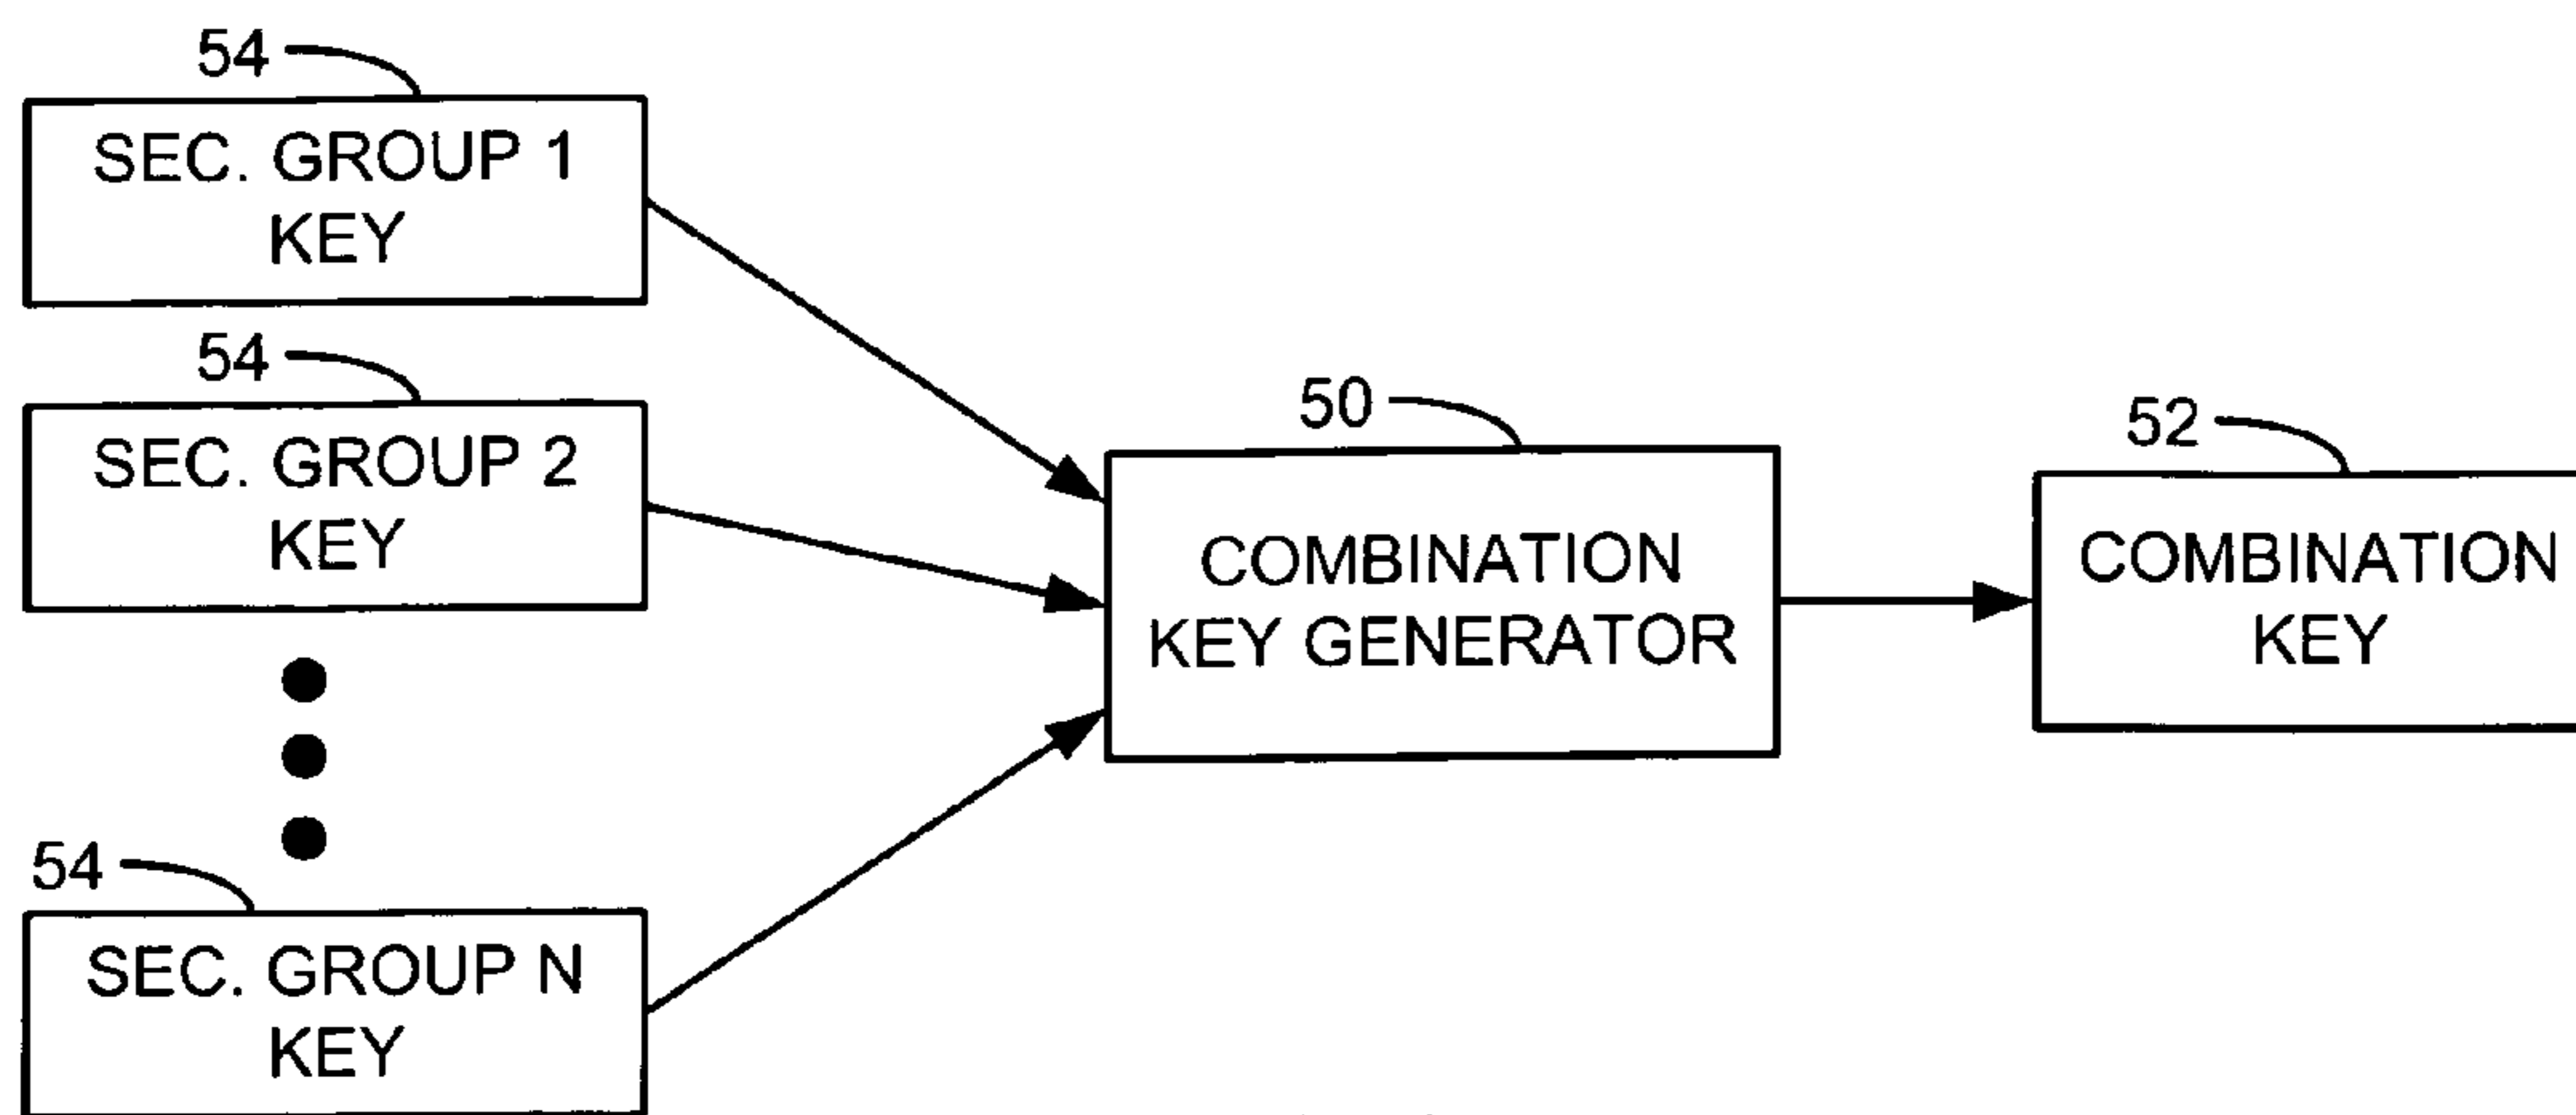 54
SEC. GROUP 1
KEY
54
SEC. GROUP 2
KEY
54
SEC. GROUP N
KEY
50
COMBINATION
KEY GENERATOR
52
COMBINATION
KEY